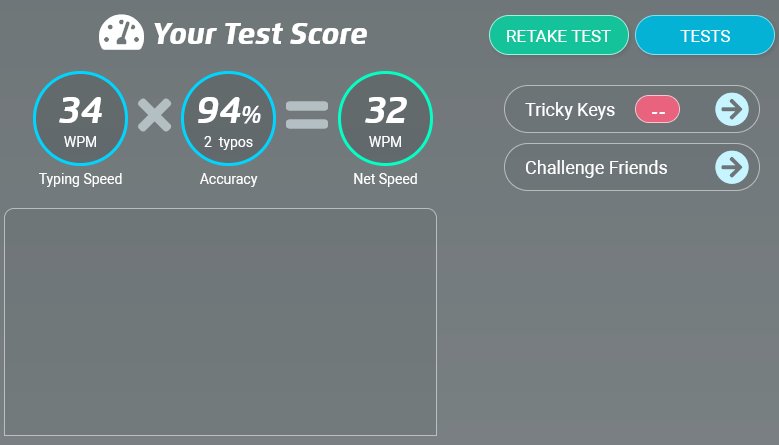 Your Test Score
RETAKE TEST
TESTS
34
WPM
Typing Speed
94%
2 typos
Accuracy
32
WPM
Net Speed
Tricky Keys --
Challenge Friends